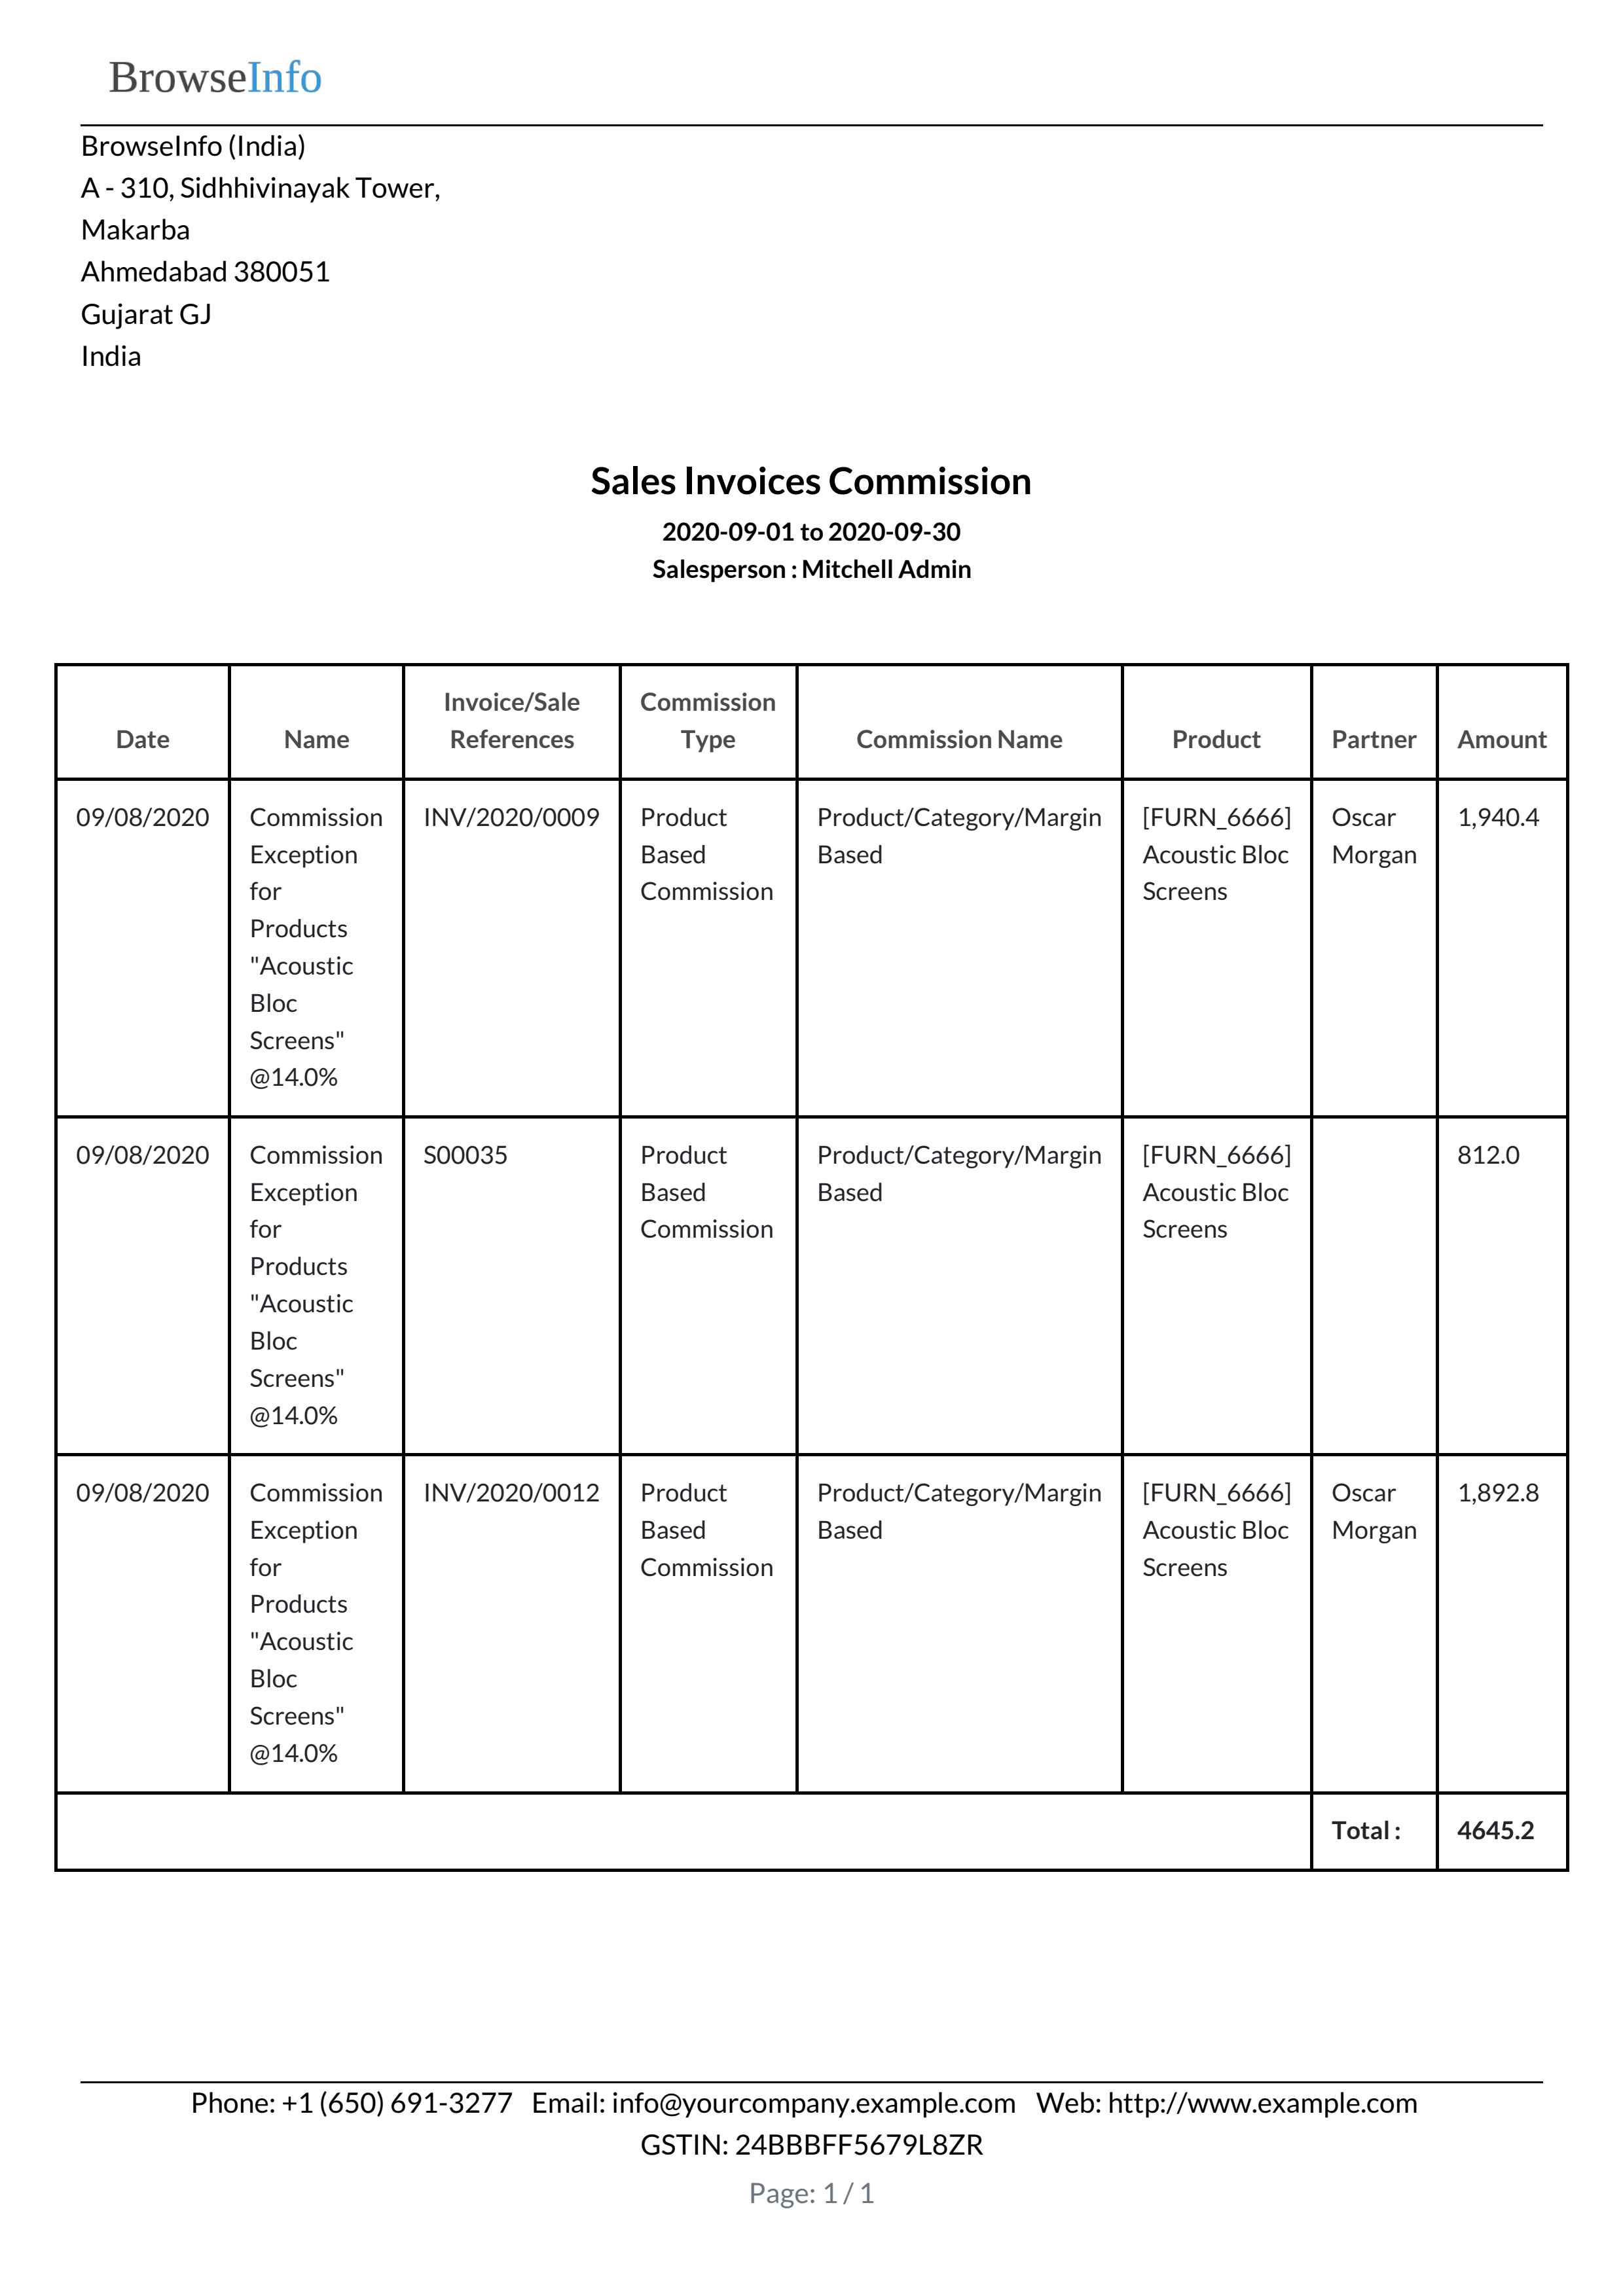 BrowseInfo
BrowseInfo (India)
A - 310, Sidhhivinayak Tower,
Makarba
Ahmedabad 380051
Gujarat GJ
India
Sales Invoices Commission
2020-09-01 to 2020-09-30
Salesperson : Mitchell Admin
Date Name Invoice/Sale References Commission Type Commission Name Product Partner Amount
09/08/2020 Commission INV/2020/0009 Product Product/Category/Margin [FURN_6666] Oscar 1,940.4
Exception Based Based Acoustic Bloc Morgan
for Commission Screens
Products
"Acoustic
Bloc
Screens"
@14.0%
09/08/2020 Commission S00035 Product Product/Category/Margin [FURN_6666] 812.0
Exception Based Based Acoustic Bloc
for Commission Screens
Products
"Acoustic
Bloc
Screens"
@14.0%
09/08/2020 Commission INV/2020/0012 Product Product/Category/Margin [FURN_6666] Oscar 1,892.8
Exception Based Based Acoustic Bloc Morgan
for Commission Screens
Products
"Acoustic
Bloc
Screens"
@14.0%
Total : 4645.2
Phone: +1 (650) 691-3277 Email: info@yourcompany.example.com Web: http://www.example.com
GSTIN: 24BBBFF5679L8ZR
Page: 1 / 1